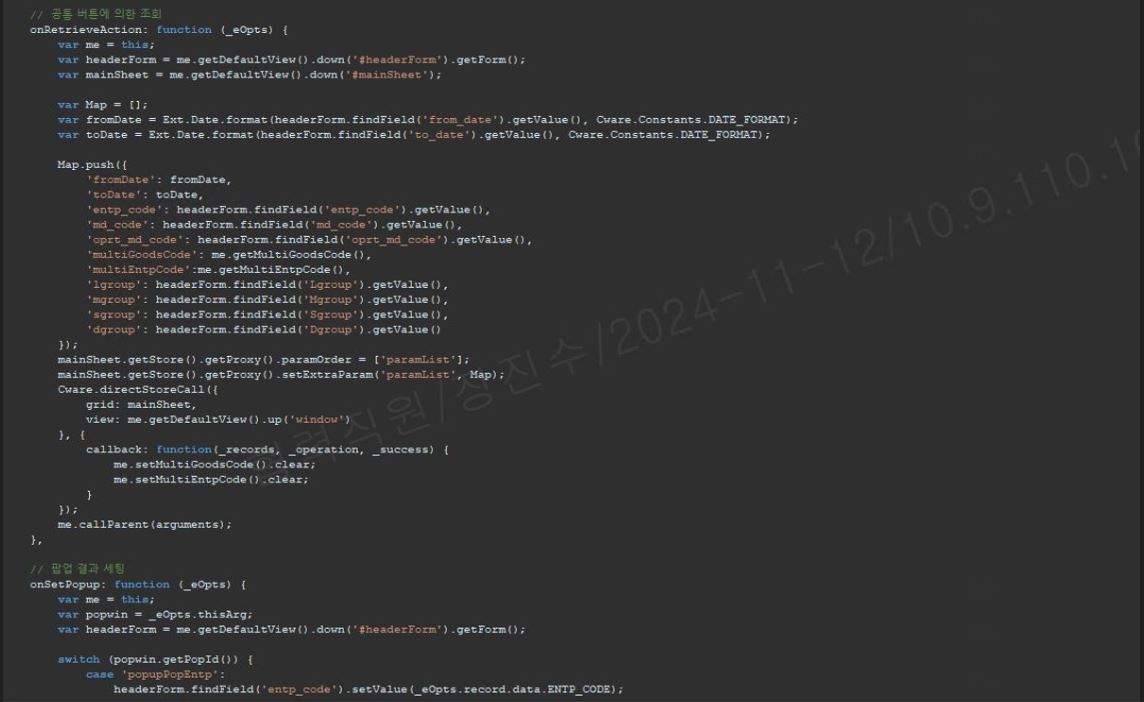 // 공통 버튼에 의한 조회
onRetrieveAction: function (_eOpts) {
    var me = this;
    var headerForm = me.getDefaultView().down('#headerForm').getForm();
    var mainSheet = me.getDefaultView().down('#mainSheet');

    var Map = [];
    var fromDate = Ext.Date.format(headerForm.findField('from_date').getValue(), Cware.Constants.DATE_FORMAT);
    var toDate = Ext.Date.format(headerForm.findField('to_date').getValue(), Cware.Constants.DATE_FORMAT);

    Map.push({
        'fromDate': fromDate,
        'toDate': toDate,
        'entp_code': headerForm.findField('entp_code').getValue(),
        'md_code': headerForm.findField('md_code').getValue(),
        'oprt_md_code': headerForm.findField('oprt_md_code').getValue(),
        'multiGoodsCode': me.getMultiGoodsCode(),
        'multiEntpCode':me.getMultiEntpCode(),
        'lgroup': headerForm.findField('Lgroup').getValue(),
        'mgroup': headerForm.findField('Mgroup').getValue(),
        'sgroup': headerForm.findField('Sgroup').getValue(),
        'dgroup': headerForm.findField('Dgroup').getValue()
    });
    mainSheet.getStore().getProxy().paramOrder = ['paramList'];
    mainSheet.getStore().getProxy().setExtraParam('paramList', Map);
    Cware.directStoreCall({
        grid: mainSheet,
        view: me.getDefaultView().up('window')
    }, {
        callback: function(_records, _operation, _success) {
            me.setMultiGoodsCode().clear;
            me.setMultiEntpCode().clear;
        }
    });
    me.callParent(arguments);
},

// 팝업 결과 세팅
onSetPopup: function (_eOpts) {
    var me = this;
    var popwin = _eOpts.thisArg;
    var headerForm = me.getDefaultView().down('#headerForm').getForm();

    switch (popwin.getPopId()) {
        case 'popupPopEntp':
            headerForm.findField('entp_code').setValue(_eOpts.record.data.ENTP_CODE);
/2024-11-12/10.9.110.1